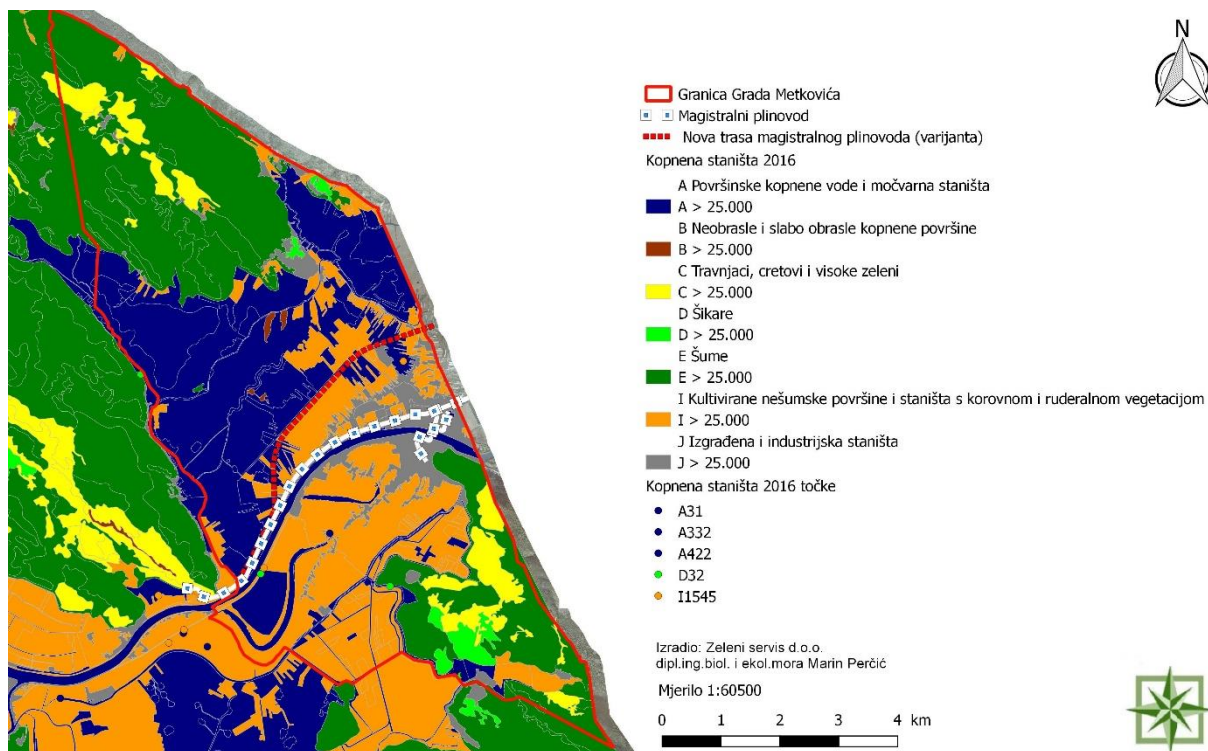 N
Granica Grada Metkovića
Magistralni plinovod
Nova trasa magistralnog plinovoda (varijanta)
Kopnena staništa 2016
A Površinske kopnene vode i močvarna staništa
A > 25.000
B Neobrasle i slabo obrasle kopnene površine
B > 25.000
C Travnjaci, cretovi i visoke zeleni
C > 25.000
D Šikare
D > 25.000
E Šume
E > 25.000
I Kultivirane nešumske površine i staništa s korovnom i ruderalnom vegetacijom
I > 25.000
J Izgrađena i industrijska staništa
J > 25.000
Kopnena staništa 2016 točke
A31
A332
A422
D32
I1545
Izradio: Zeleni servis d.o.o.
dipl.ing.biol. i ekol.mora Marin Perčić
Mjerilo 1:60500
0 1 2 3 4 km